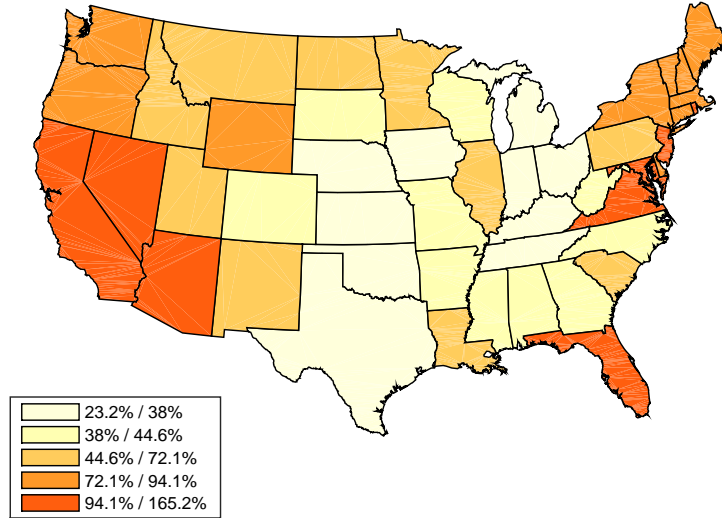 23.2% / 38%
38% / 44.6%
44.6% / 72.1%
72.1% / 94.1%
94.1% / 165.2%